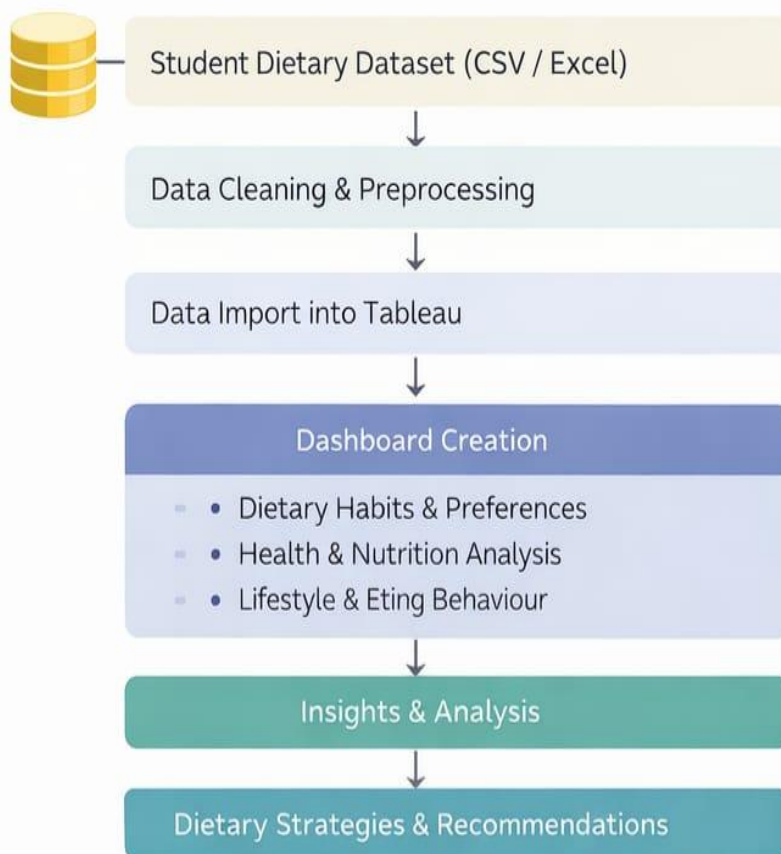 Student Dietary Dataset (CSV / Excel)
Data Cleaning & Preprocessing
Data Import into Tableau
Dashboard Creation
• Dietary Habits & Preferences
• Health & Nutrition Analysis
• Lifestyle & Eting Behaviour
Insights & Analysis
Dietary Strategies & Recommendations